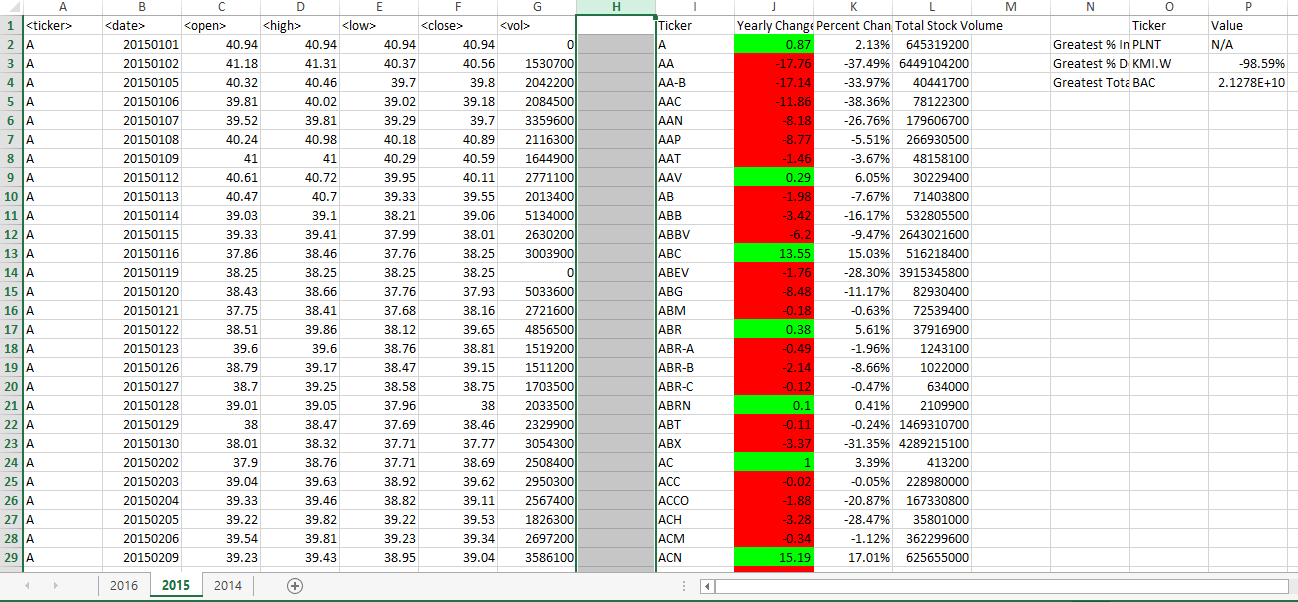 A B C D E F G H I J K L M N O P
1 <ticker> <date> <open> <high> <low> <close> <vol> Ticker Yearly Change Percent Chan Total Stock Volume Ticker Value
2 A 20150101 40.94 40.94 40.94 40.94 0 A 0.87 2.13% 645319200 Greatest % In PLNT N/A
3 A 20150102 41.18 41.31 40.37 40.56 1530700 AA -17.76 -37.49% 6449104200 Greatest % D KMI.W -98.59%
4 A 20150105 40.32 40.46 39.7 39.8 2042200 AA-B -17.14 -33.97% 40441700 Greatest Tota BAC 2.1278E+10
5 A 20150106 39.81 40.02 39.02 39.18 2084500 AAC -11.86 -38.36% 78122300
6 A 20150107 39.52 39.81 39.29 39.7 3359600 AAN -8.18 -26.76% 179606700
7 A 20150108 40.24 40.98 40.18 40.89 2116300 AAP -8.77 -5.51% 266930500
8 A 20150109 41 41 40.29 40.59 1644900 AAT -1.46 -3.67% 48158100
9 A 20150112 40.61 40.72 39.95 40.11 2771100 AAV 0.29 6.05% 30229400
10 A 20150113 40.47 40.7 39.33 39.55 2013400 AB -1.98 -7.67% 71403800
11 A 20150114 39.03 39.1 38.21 39.06 5134000 ABB -3.42 -16.17% 532805500
12 A 20150115 39.33 39.41 37.99 38.01 2630200 ABBV -6.2 -9.47% 2643021600
13 A 20150116 37.86 38.46 37.76 38.25 3003900 ABC 13.55 15.03% 516218400
14 A 20150119 38.25 38.25 38.25 38.25 0 ABEV -1.76 -28.30% 3915345800
15 A 20150120 38.43 38.66 37.76 37.93 5033600 ABG -8.48 -11.17% 82930400
16 A 20150121 37.75 38.41 37.68 38.16 2721600 ABM -0.18 -0.63% 72539400
17 A 20150122 38.51 39.86 38.12 39.65 4856500 ABR 0.38 5.61% 37916900
18 A 20150123 39.6 39.6 38.76 38.81 1519200 ABR-A -0.49 -1.96% 1243100
19 A 20150126 38.79 39.17 38.47 39.15 1511200 ABR-B -2.14 -8.66% 1022000
20 A 20150127 38.7 39.25 38.58 38.75 1703500 ABR-C -0.12 -0.47% 634000
21 A 20150128 39.01 39.05 37.96 38 2033500 ABRN 0.1 0.41% 2109900
22 A 20150129 38 38.47 37.69 38.46 2329900 ABT -0.11 -0.24% 1469310700
23 A 20150130 38.01 38.32 37.71 37.77 3054300 ABX -3.37 -31.35% 4289215100
24 A 20150202 37.9 38.76 37.71 38.69 2508400 AC 1 3.39% 413200
25 A 20150203 39.04 39.63 38.92 39.62 2950300 ACC -0.02 -0.05% 228980000
26 A 20150204 39.33 39.46 38.82 39.11 2567400 ACCO -1.88 -20.87% 167330800
27 A 20150205 39.22 39.82 39.22 39.53 1826300 ACH -3.28 -28.47% 35801000
28 A 20150206 39.54 39.81 39.23 39.34 2697200 ACM -0.34 -1.12% 362299600
29 A 20150209 39.23 39.43 38.95 39.04 3586100 ACN 15.19 17.01% 625655000
2016 2015 2014